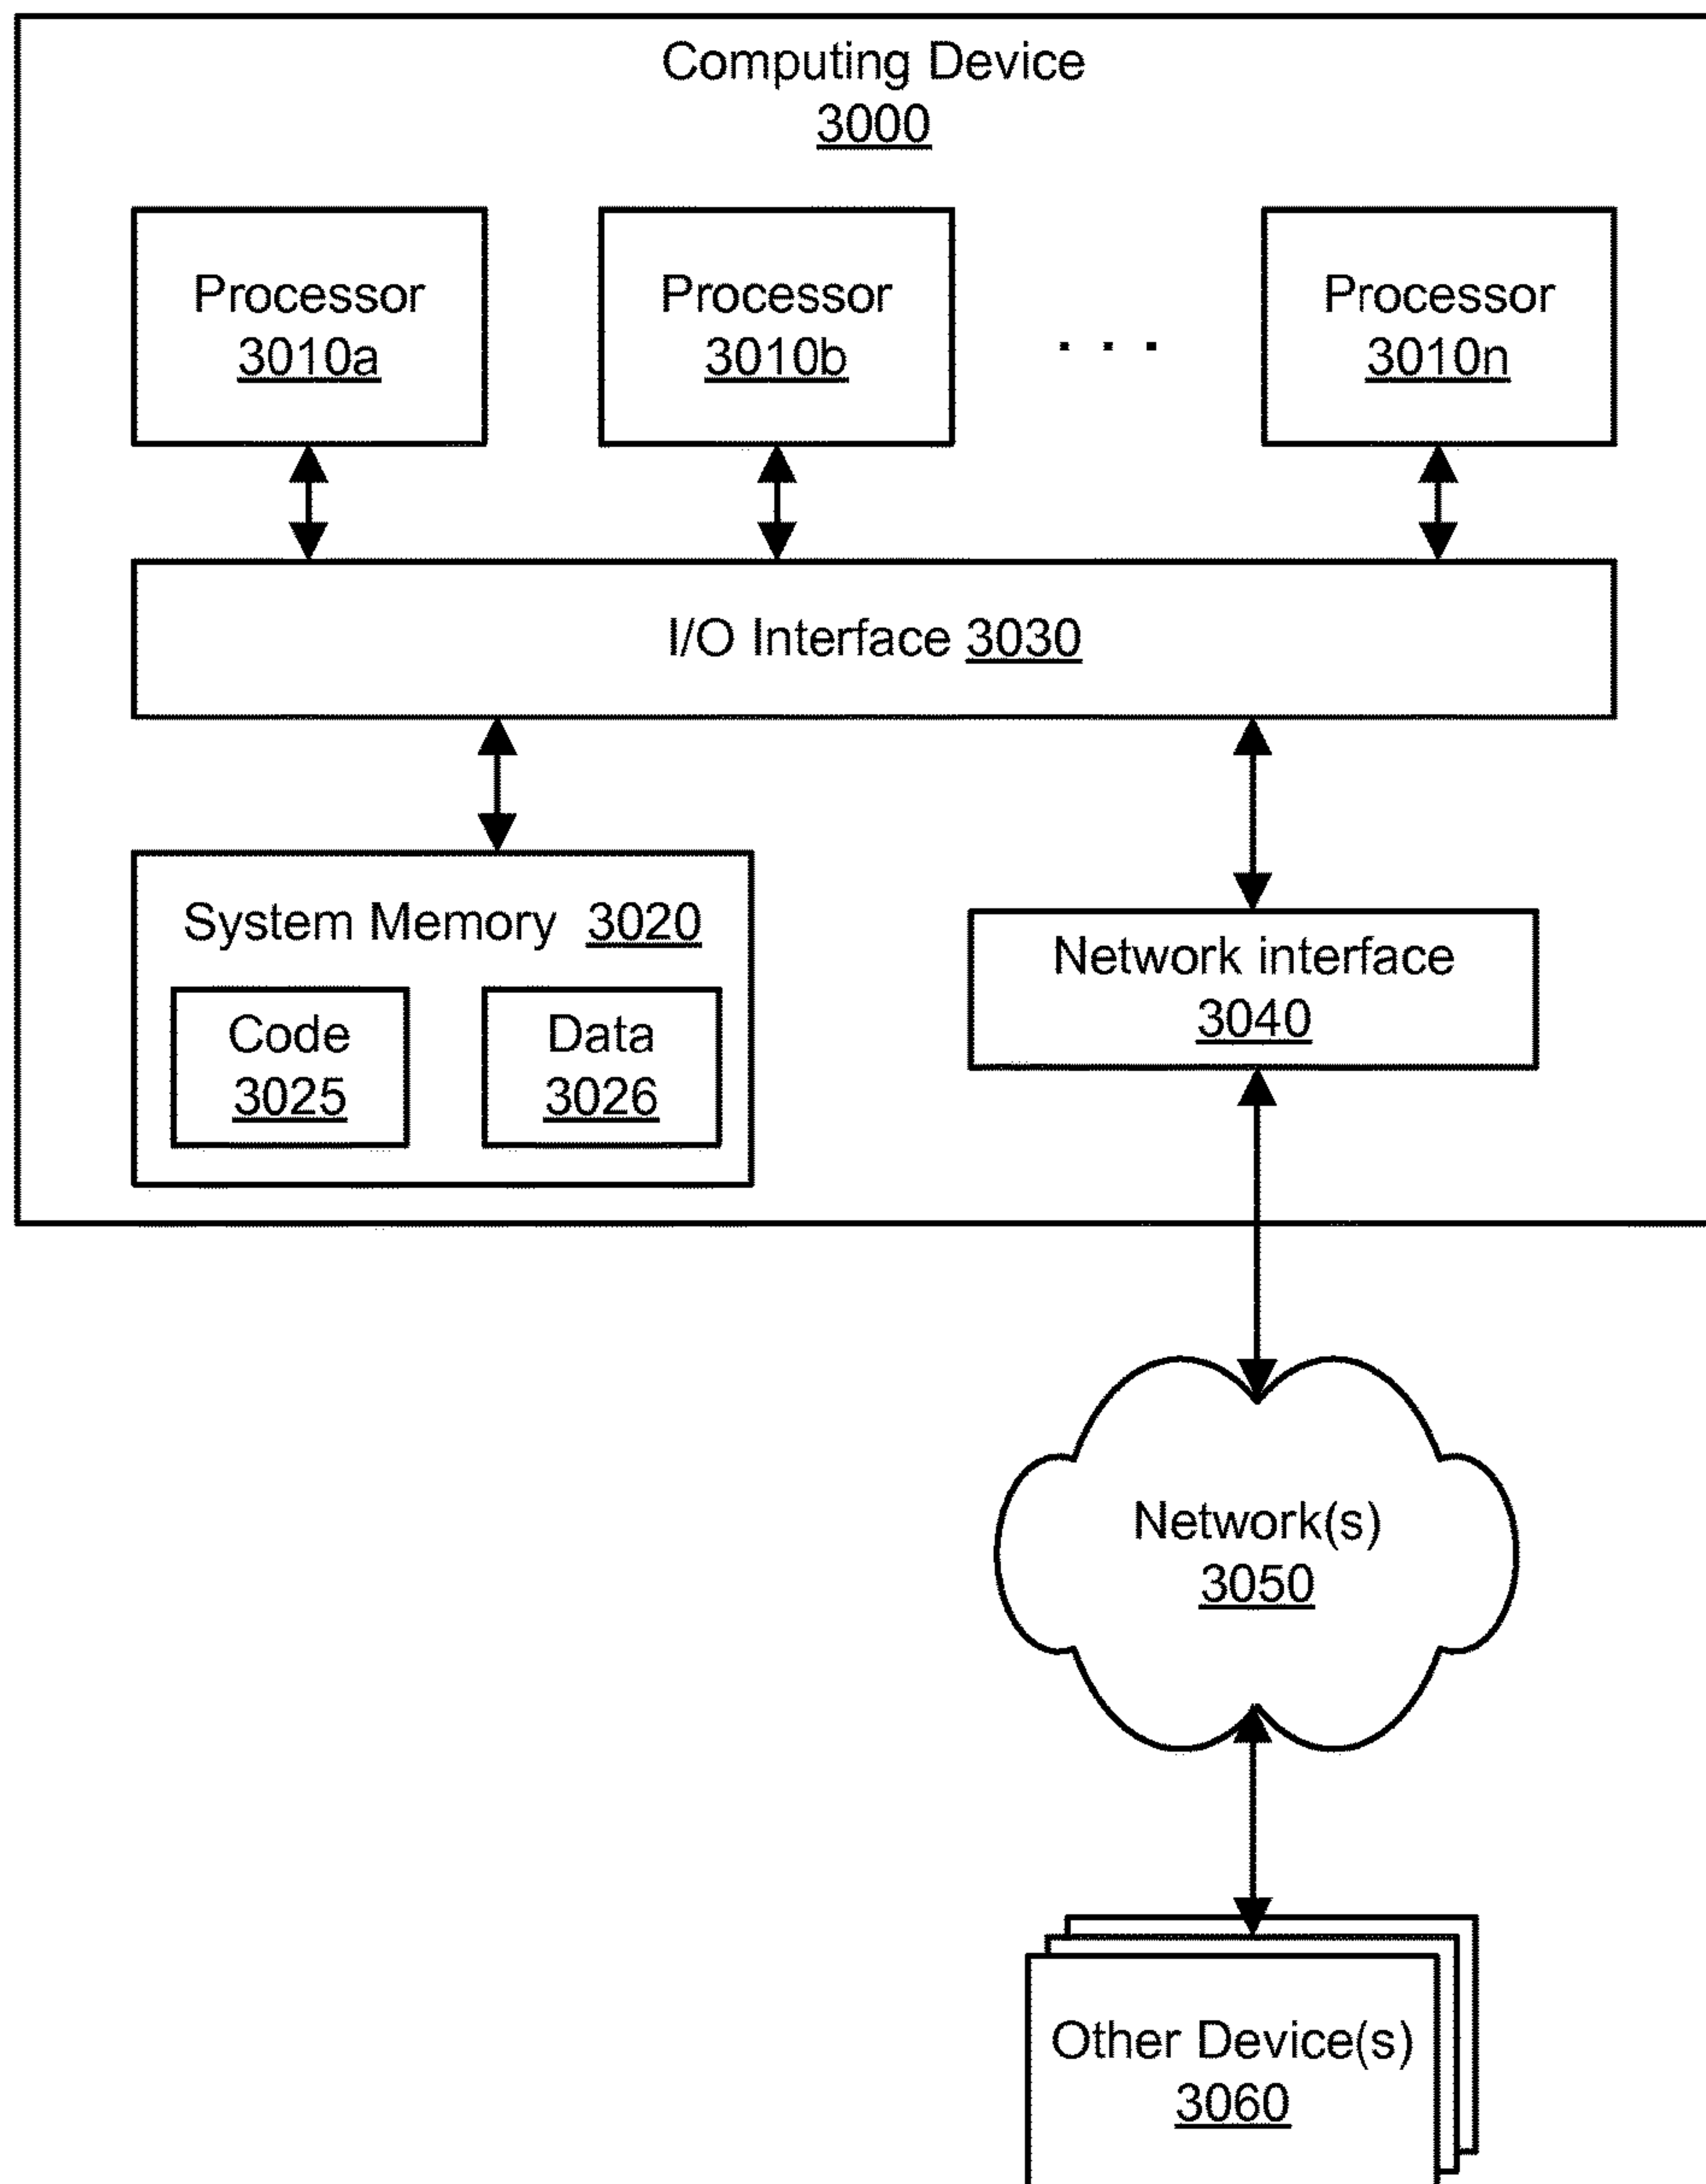 Computing Device
3000
Processor
3010a
Processor
3010b
. . .
Processor
3010n
I/O Interface 3030
System Memory 3020
Code
3025
Data
3026
Network interface
3040
Network(s)
3050
Other Device(s)
3060